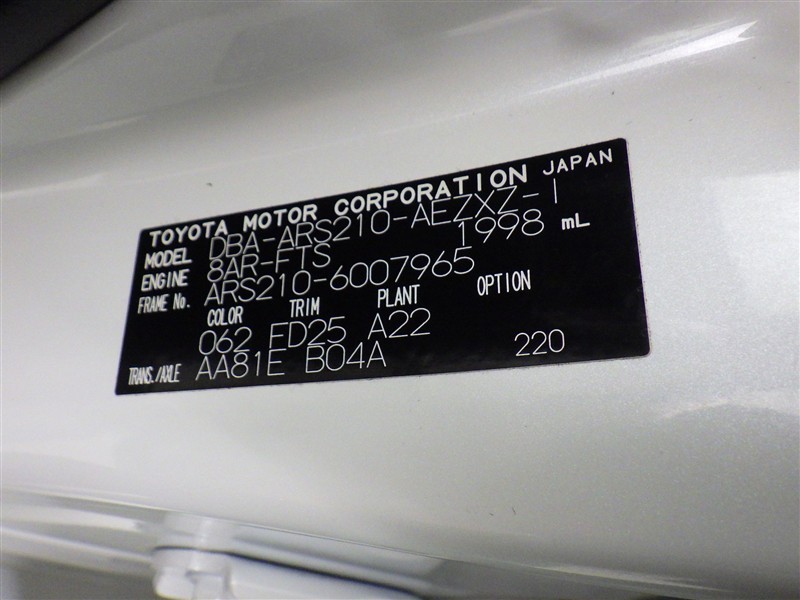 TOYOTA MOTOR CORPORATION JAPAN
MODEL DBA-ARS210-AEZXZ-1
ENGINE 8AR-FTS 1998 mL
FRAME No. ARS210-6007965
COLOR TRIM PLANT OPTION
062 FD25 A22
TRANS./AXLE AA81E B04A 220